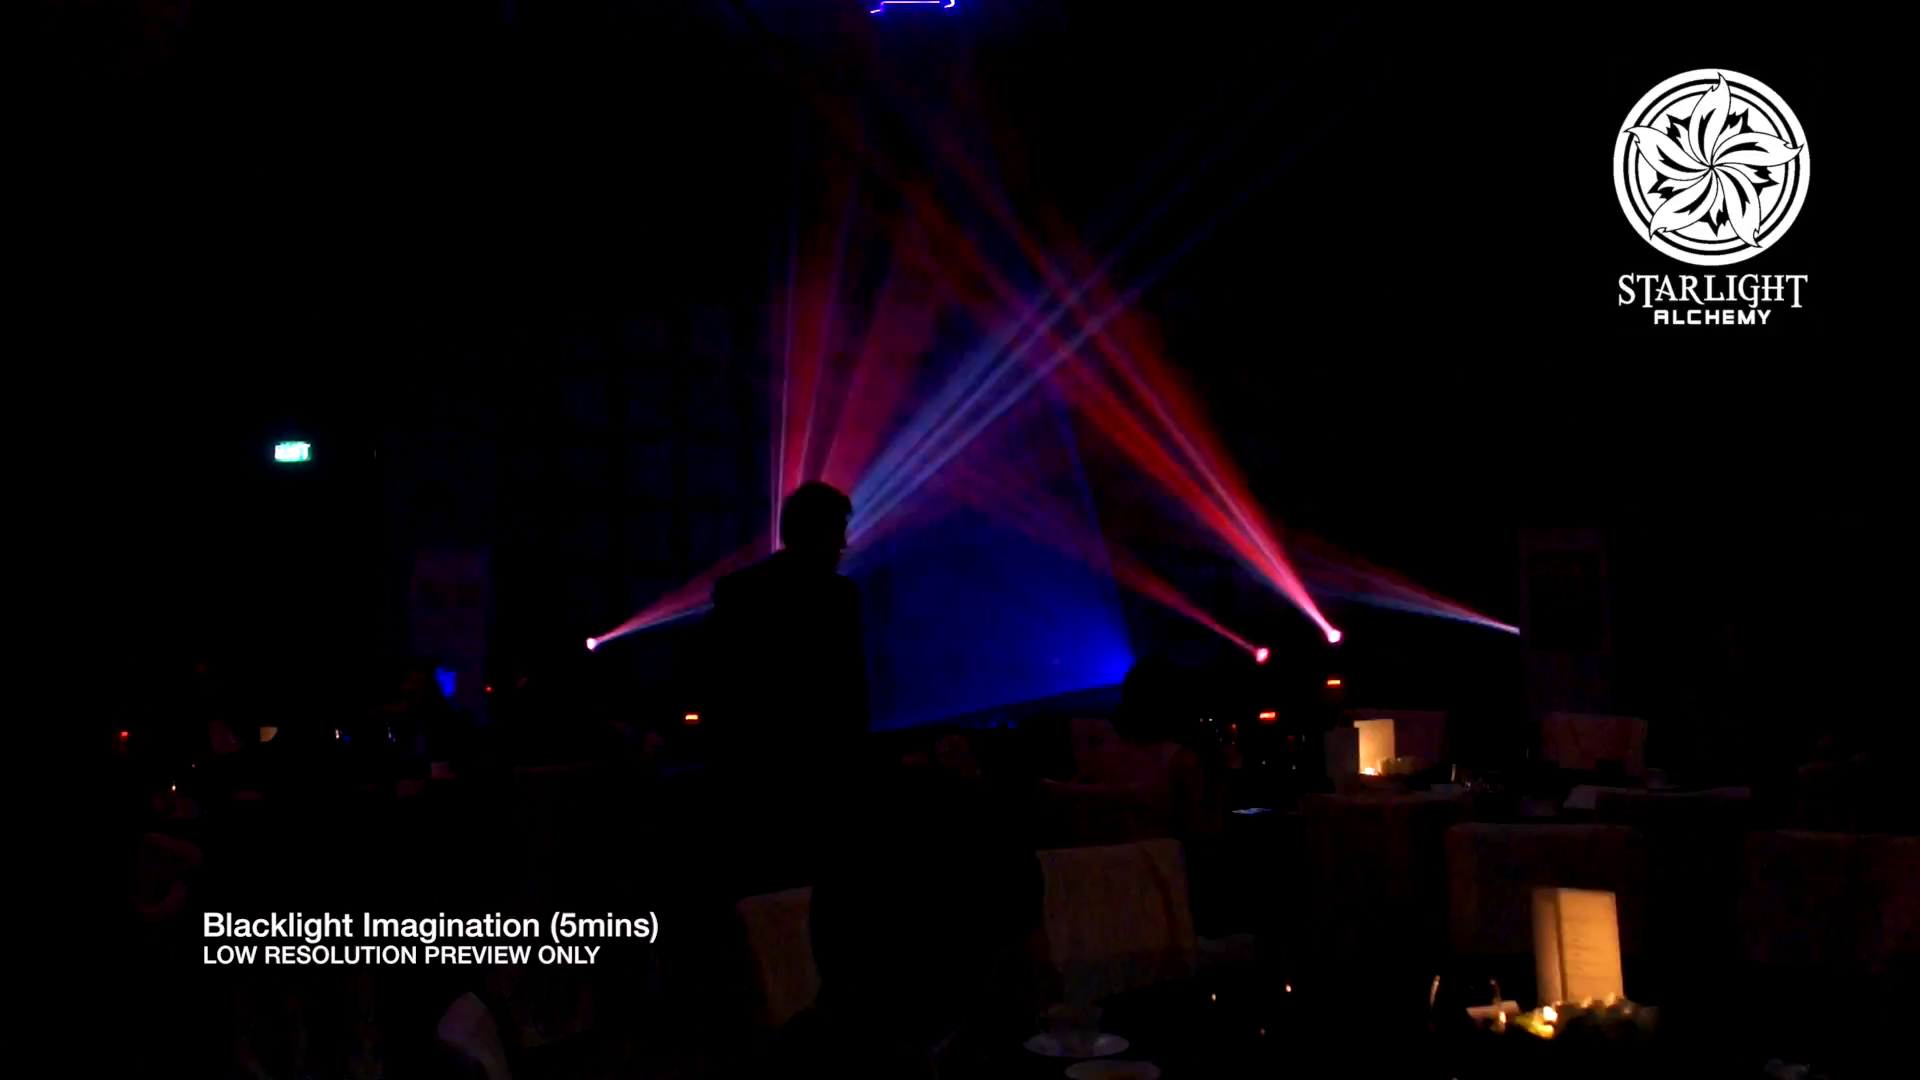 STARLIGHT
ALCHEMY
Blacklight Imagination (5mins)
LOW RESOLUTION PREVIEW ONLY